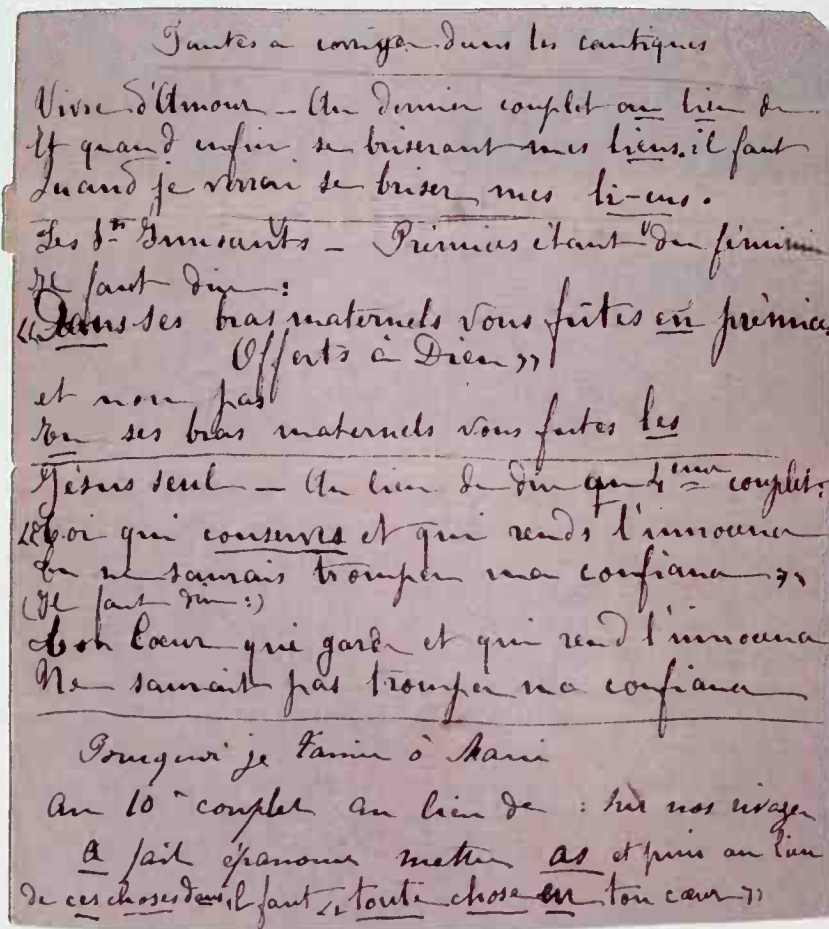 Fautes a corriger dans les cantiques
Vivre d'Amour — Au dernier couplet au lieu de
Et quand enfin se briseront mes liens. il faut
Quand je verrai se briser mes li-ens.
Les Sts Innocents — Prémices étant du féminin
Il faut dire :
«Dans ses bras maternels vous fûtes en prémices
Offerts à Dieu »
et non pas
En ses bras maternels vous futes les
Jésus seul — Au lieu de dire au 4ème couplet :
«Toi qui conserves et qui rends l'innocence
Tu ne saurais tromper ma confiance »
(Il faut dire :)
Ton Cœur qui garde et qui rend l'innocence
Ne saurait pas tromper ma confiance
Pourquoi je t'aime ô Marie
au 10e couplet au lieu de : sur nos rivages
a fait épanouir mettre as et puis au lieu
de ces choses dans, il faut « toute chose en ton cœur »